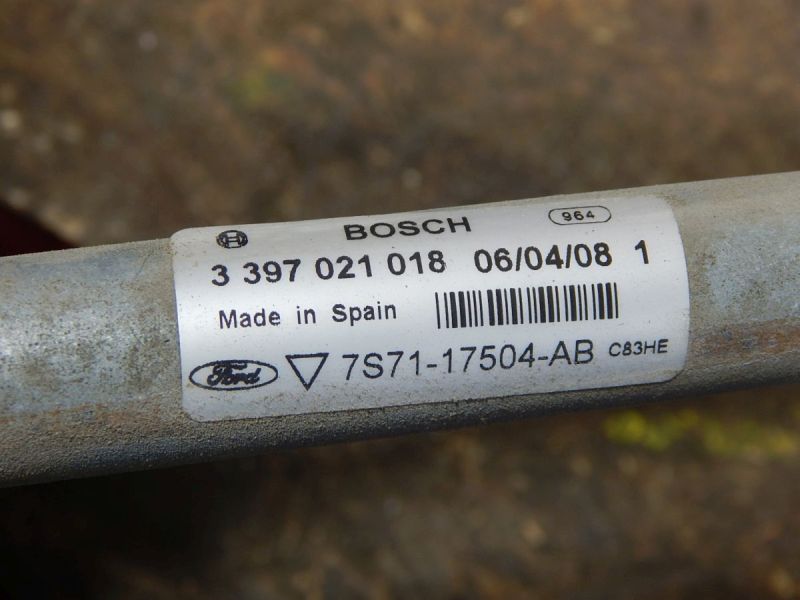 BOSCH 964
3 397 021 018 06/04/08 1
Made in Spain
Ford 7S71-17504-AB C83HE